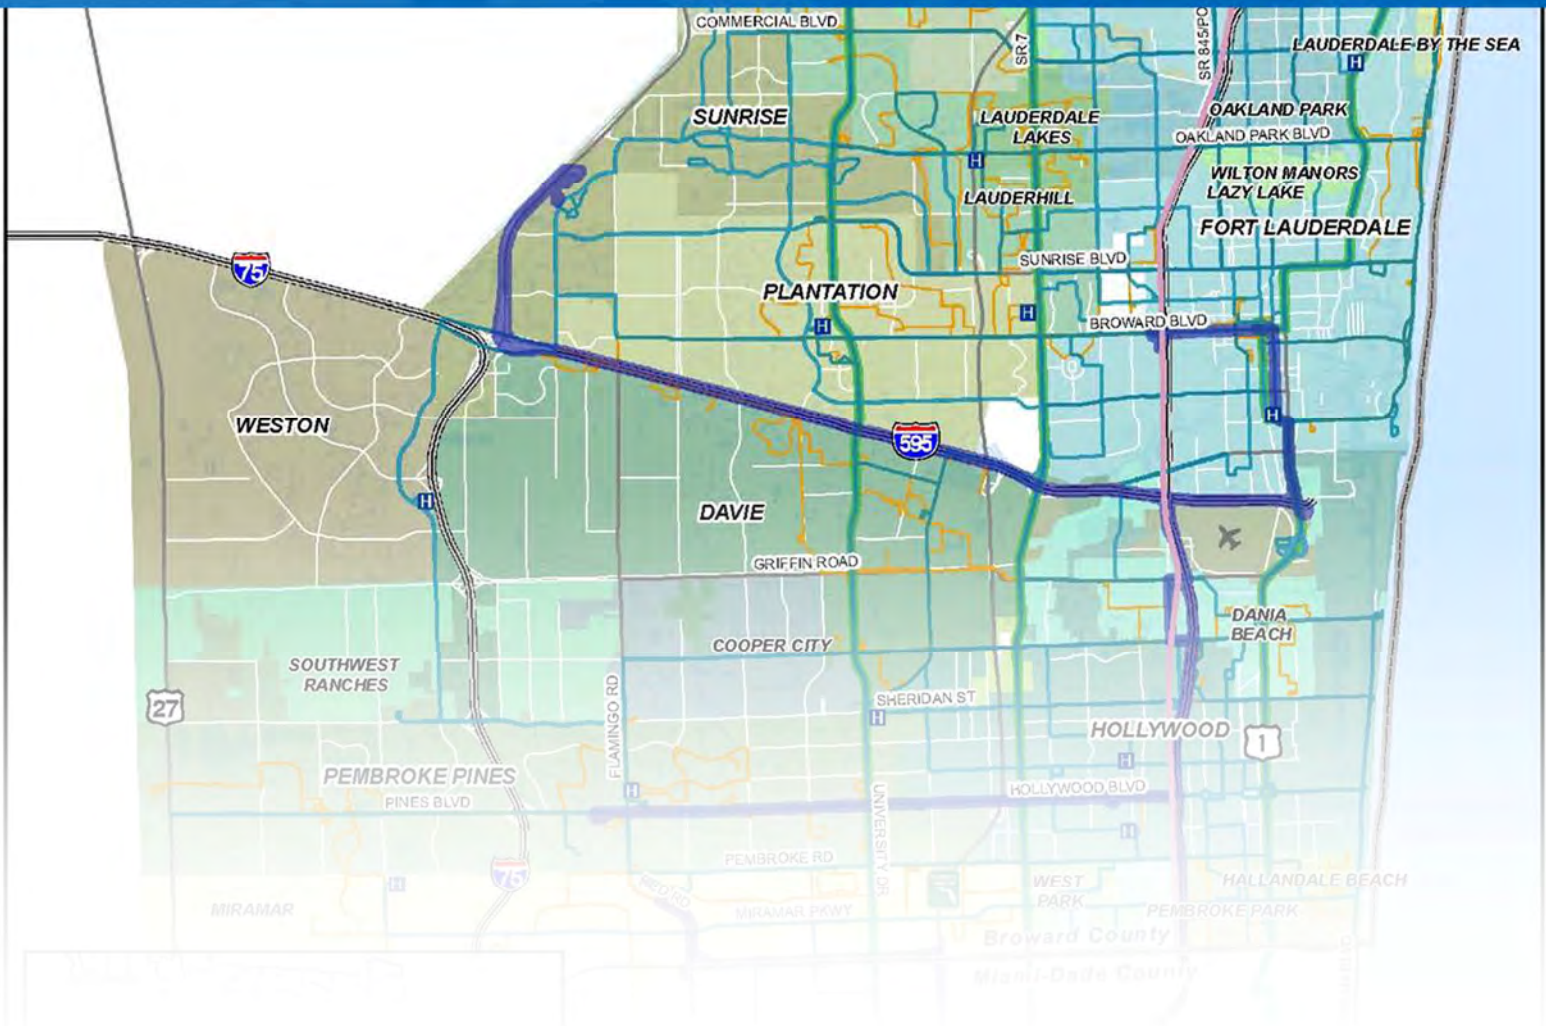 COMMERCIAL BLVD
SR 7
SR 845/PO
LAUDERDALE BY THE SEA
H
SUNRISE
LAUDERDALE
LAKES
OAKLAND PARK
OAKLAND PARK BLVD
H
WILTON MANORS
LAZY LAKE
LAUDERHILL
FORT LAUDERDALE
75
SUNRISE BLVD
PLANTATION
H
H
BROWARD BLVD
WESTON
H
595
H
DAVIE
GRIFFIN ROAD
DANIA
BEACH
COOPER CITY
SOUTHWEST
RANCHES
27
FLAMINGO RD
SHERIDAN ST
H
HOLLYWOOD
1
H
PEMBROKE PINES
PINES BLVD
H
HOLLYWOOD BLVD
UNIVERSITY DR
H
PEMBROKE RD
75
H
RED RD
WEST
PARK
HALLANDALE BEACH
MIRAMAR
MIRAMAR PKWY
PEMBROKE PARK
Broward County
Miami-Dade County